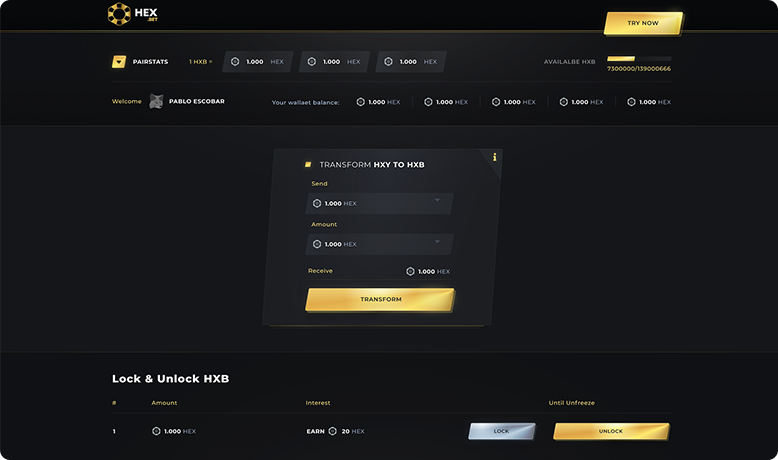 HEX
.BET
TRY NOW
PAIRSTATS 1 HXB = 1.000 HEX 1.000 HEX 1.000 HEX AVAILALBE HXB
7300000/139000666
Welcome PABLO ESCOBAR Your wallaet balance: 1.000 HEX 1.000 HEX 1.000 HEX 1.000 HEX 1.000 HEX
TRANSFORM HXY TO HXB
Send
1.000 HEX
Amount
1.000 HEX
Receive 1.000 HEX
TRANSFORM
Lock & Unlock HXB
# Amount Interest Until Unfreeze
1 1.000 HEX EARN 20 HEX LOCK UNLOCK